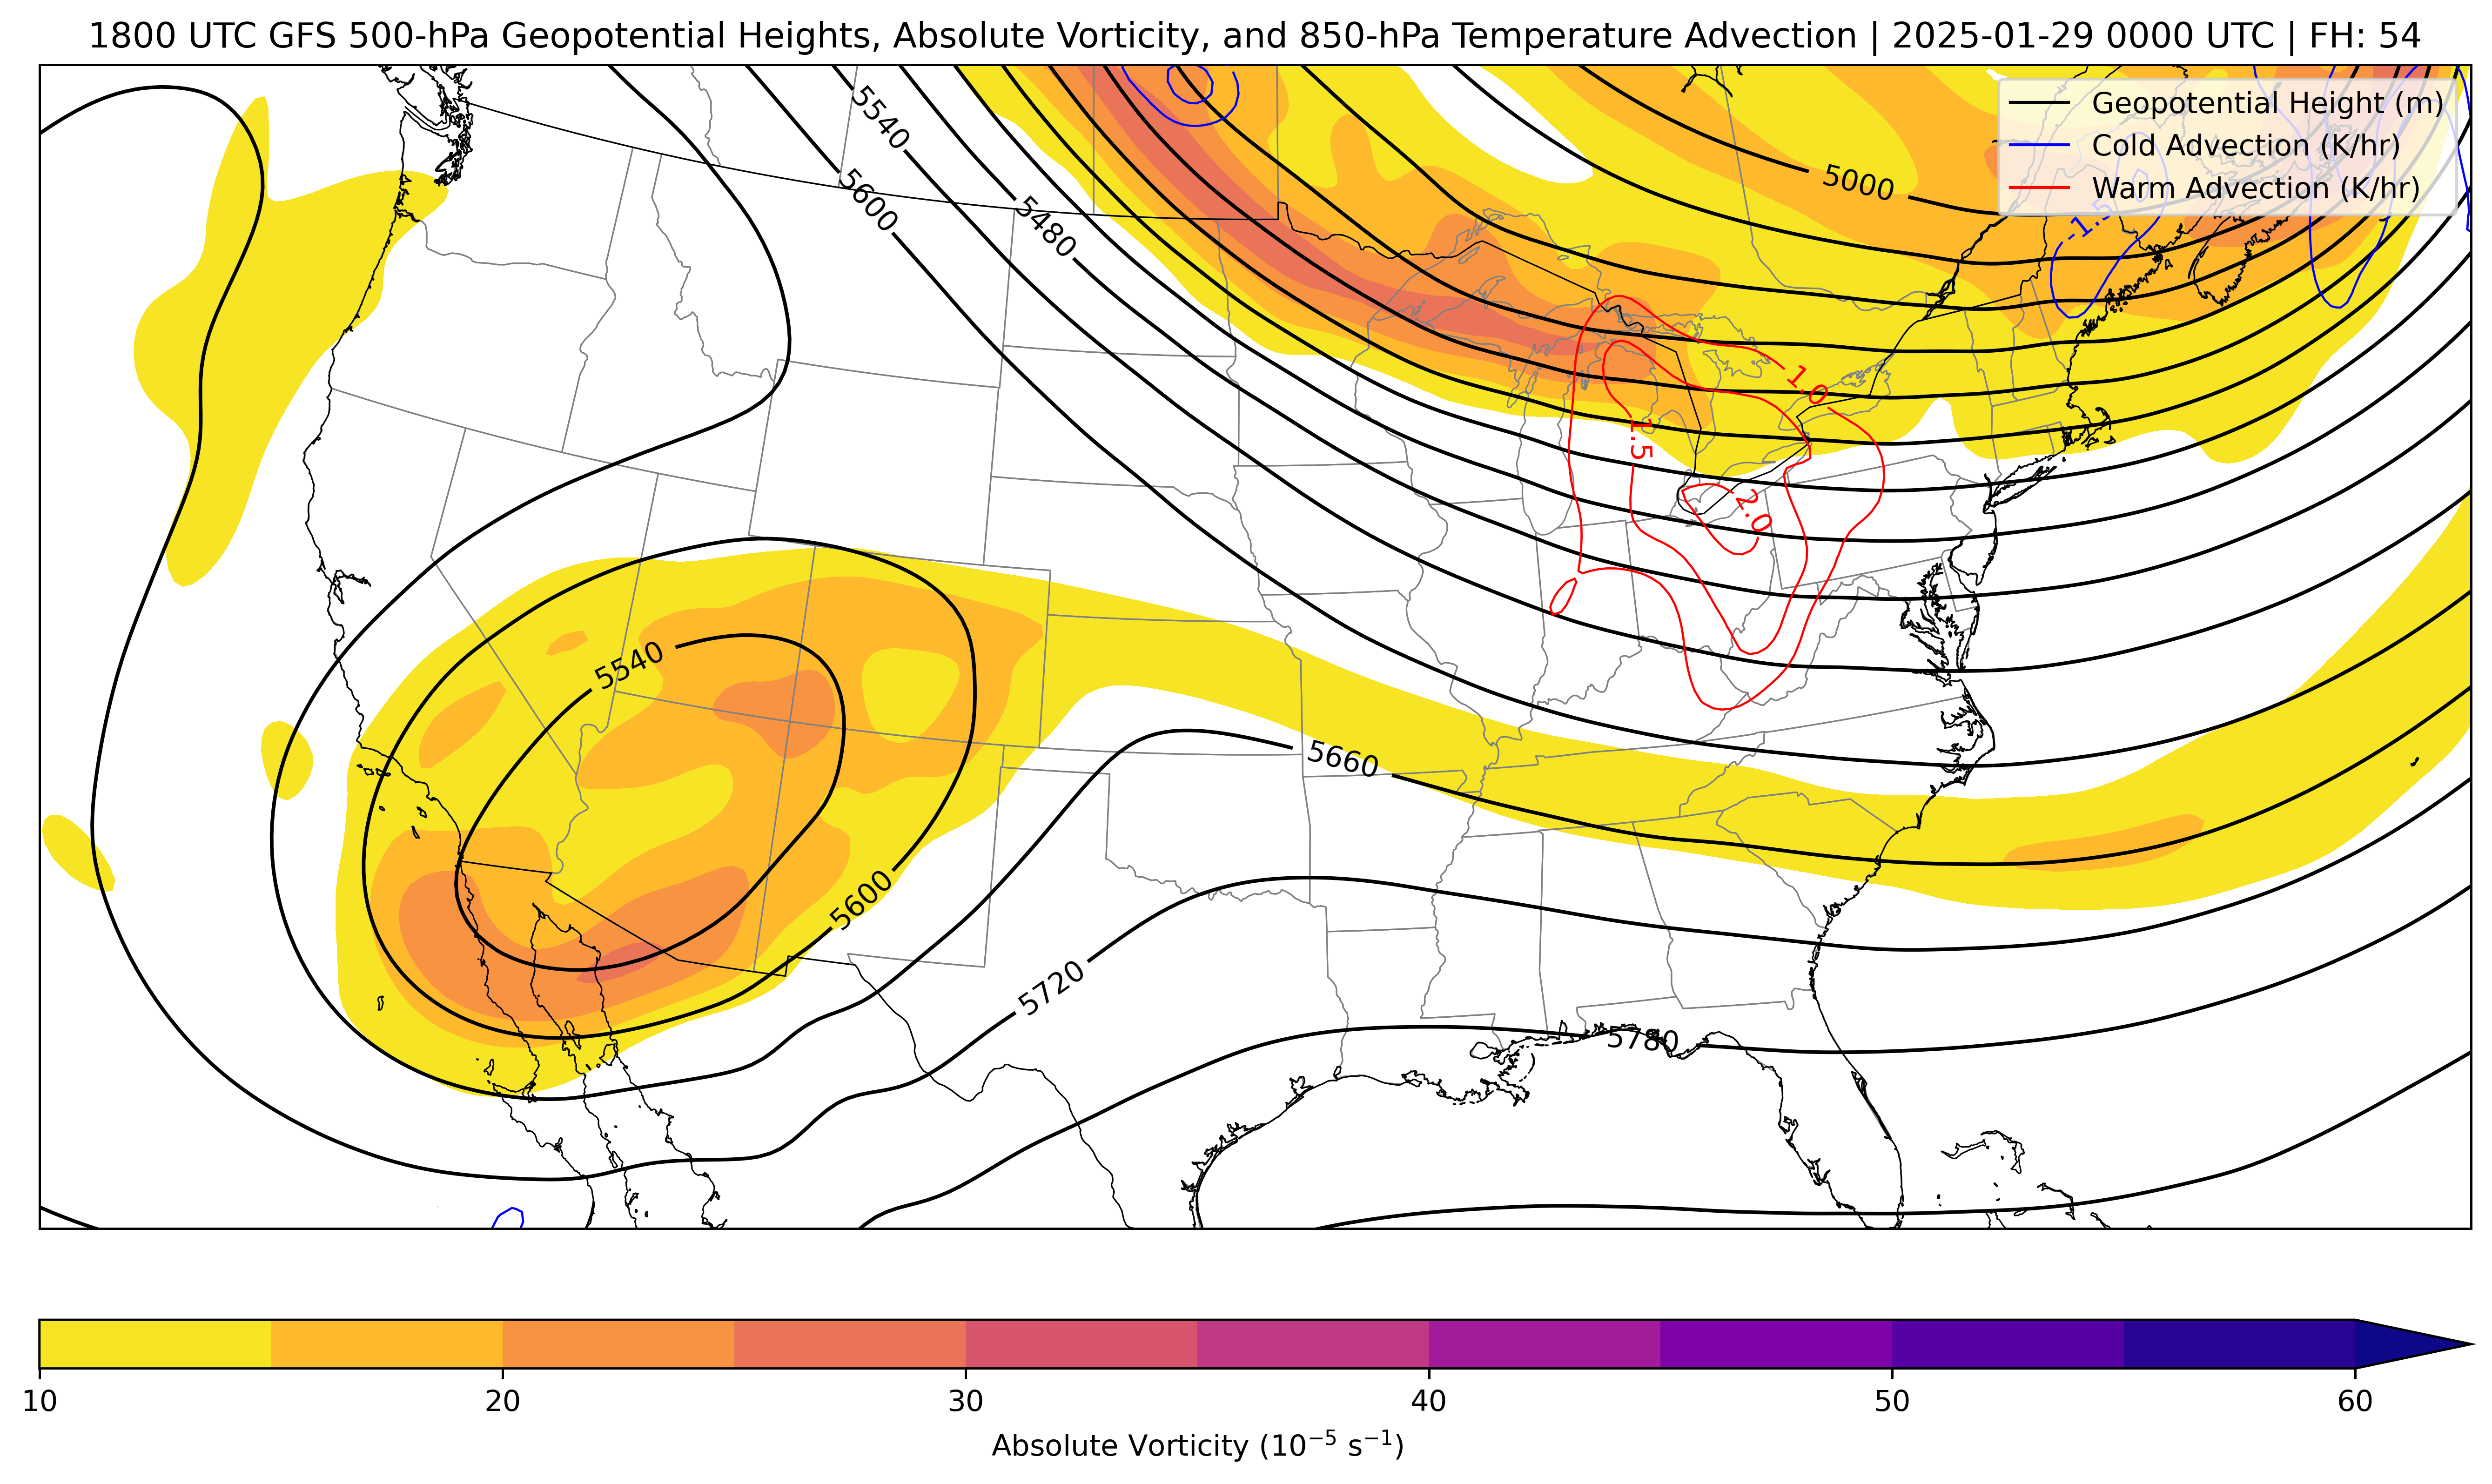 1800 UTC GFS 500-hPa Geopotential Heights, Absolute Vorticity, and 850-hPa Temperature Advection | 2025-01-29 0000 UTC | FH: 54
Geopotential Height (m)
Cold Advection (K/hr)
Warm Advection (K/hr)
5540
5600
5480
5000
-1.5
1.0
1.5
2.0
5540
5660
5600
5720
5780
10 20 30 40 50 60
Absolute Vorticity (10⁻⁵ s⁻¹)